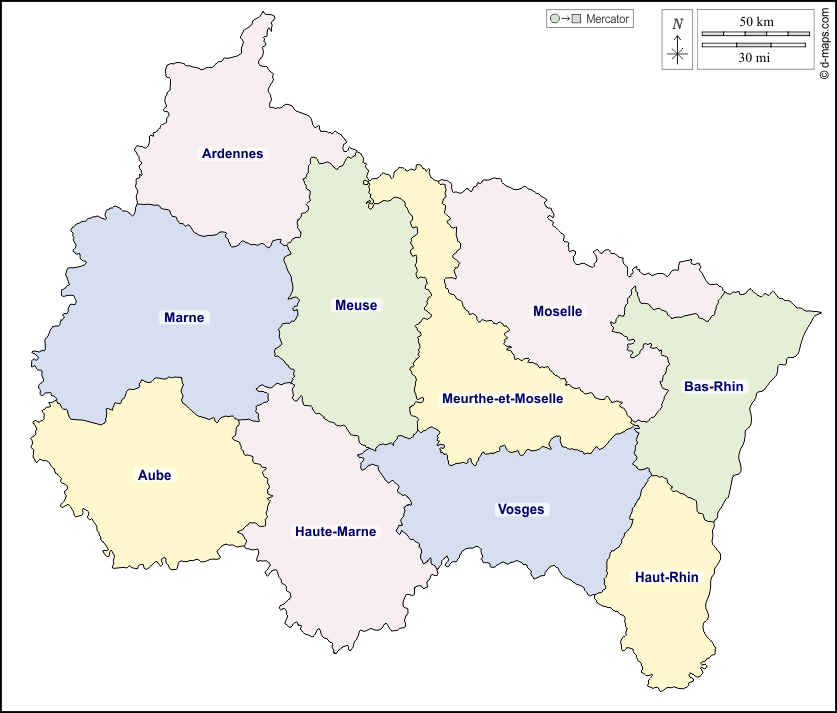 Mercator
N
50 km
30 mi
© d-maps.com
Ardennes
Marne
Meuse
Moselle
Bas-Rhin
Meurthe-et-Moselle
Aube
Vosges
Haute-Marne
Haut-Rhin